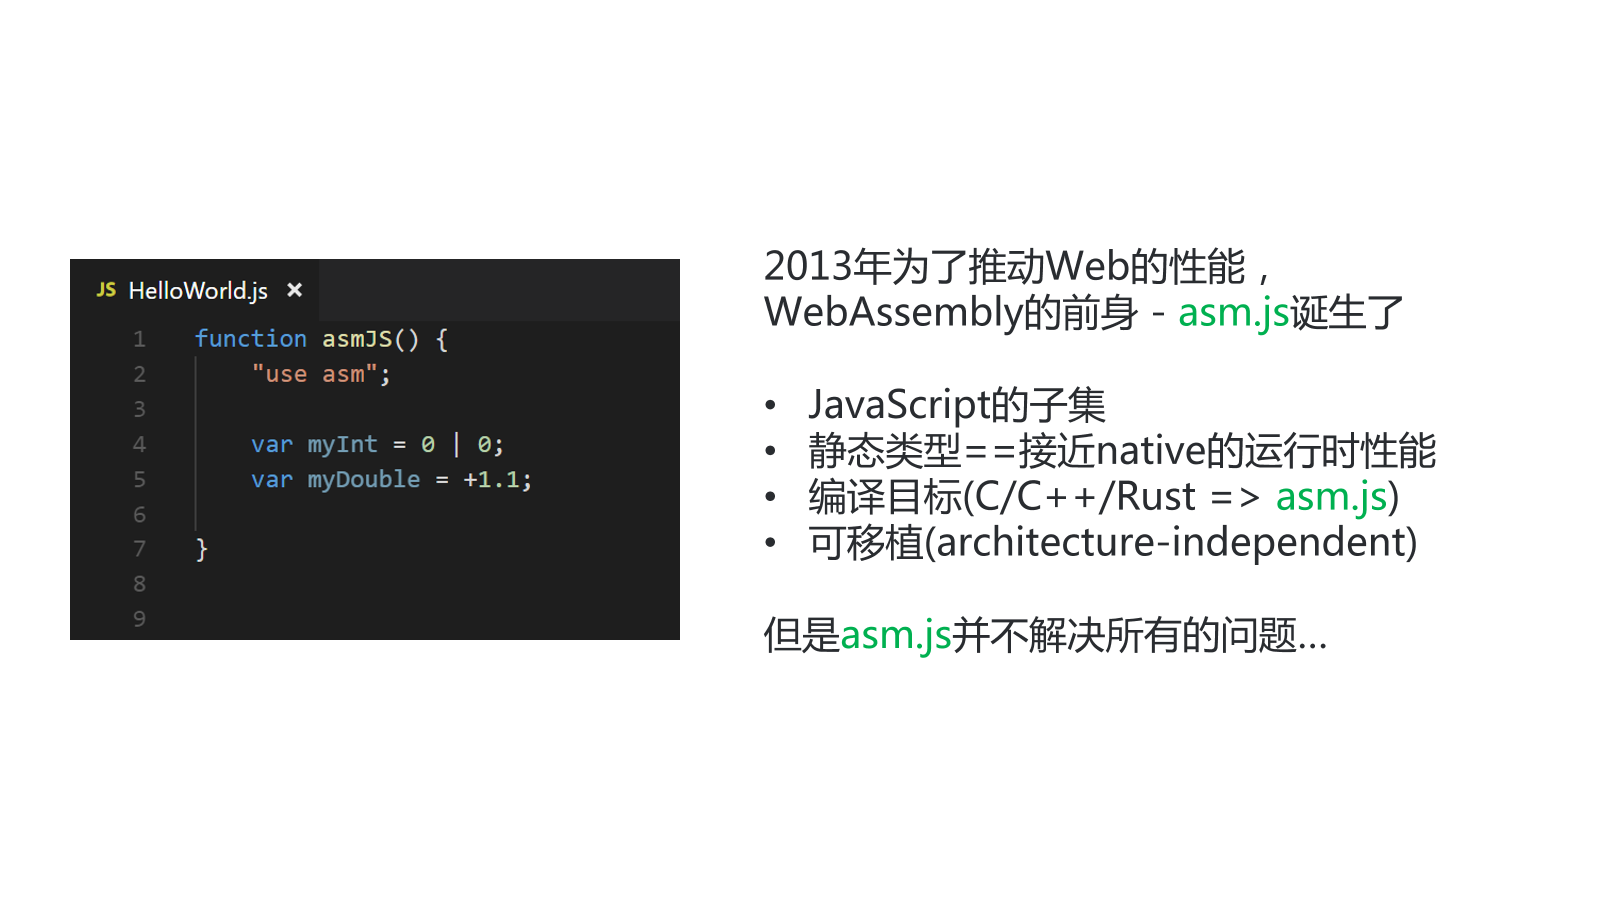 JS HelloWorld.js ×
1 function asmJS() {
2 "use asm";
3
4 var myInt = 0 | 0;
5 var myDouble = +1.1;
6
7 }
8
9
2013年为了推动Web的性能，
WebAssembly的前身 - asm.js诞生了
• JavaScript的子集
• 静态类型==接近native的运行时性能
• 编译目标(C/C++/Rust => asm.js)
• 可移植(architecture-independent)
但是asm.js并不解决所有的问题...